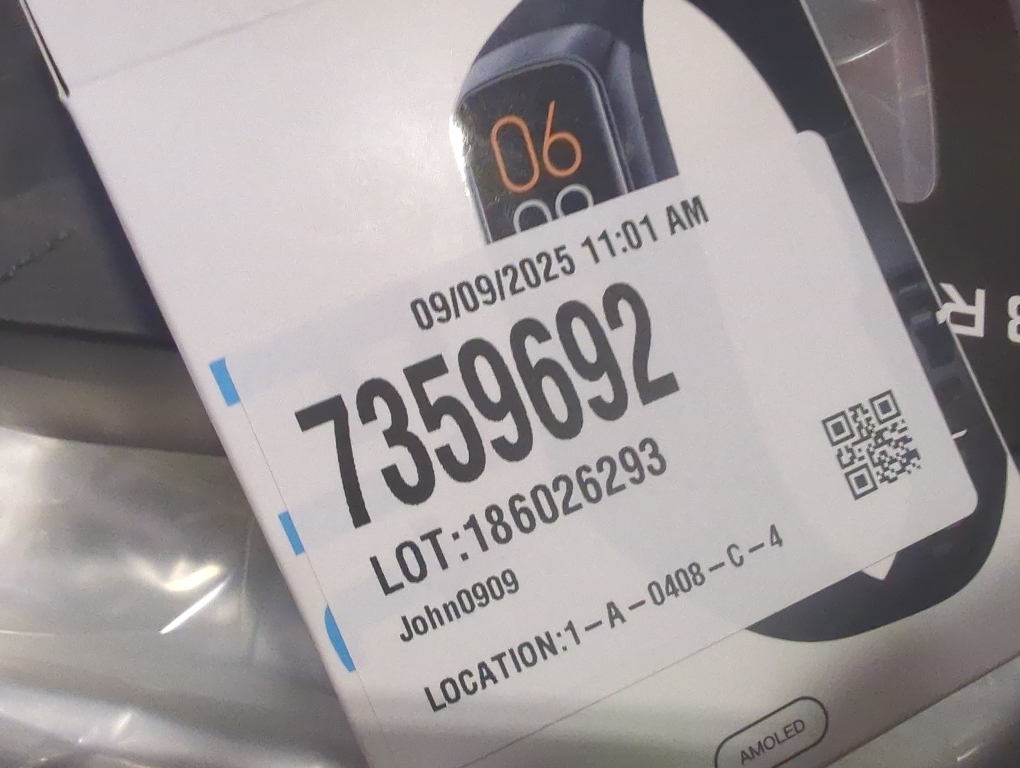 06
09/09/2025 11:01 AM
7359692
LOT:186026293
John0909
LOCATION:1-A-0408-C-4
AMOLED